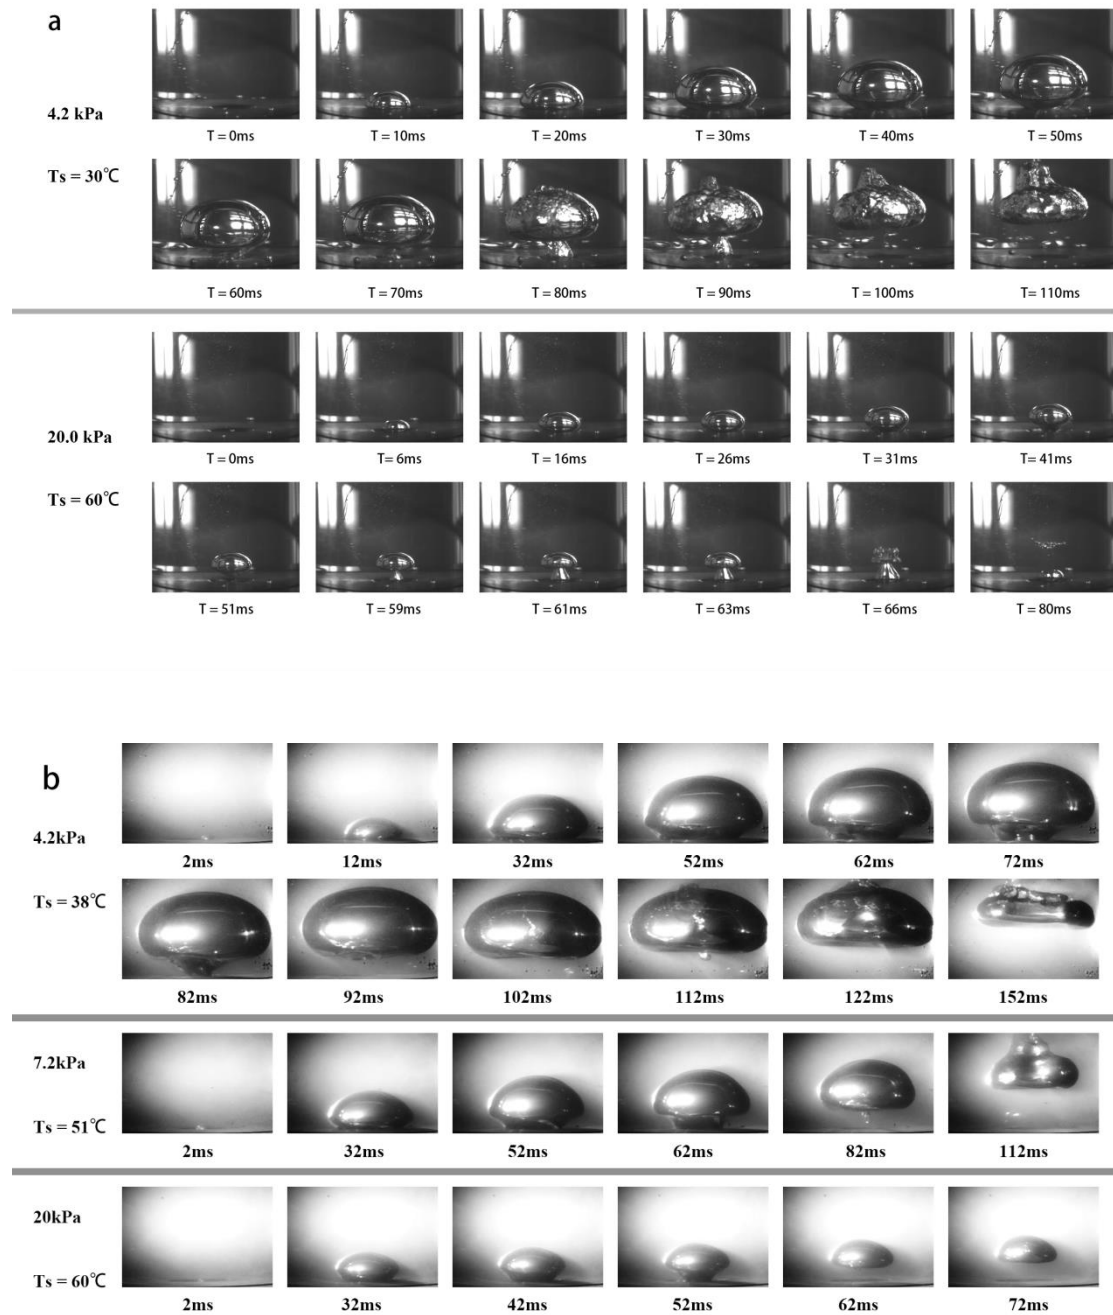 a
4.2 kPa
T = 0ms T = 10ms T = 20ms T = 30ms T = 40ms T = 50ms
Ts = 30℃
T = 60ms T = 70ms T = 80ms T = 90ms T = 100ms T = 110ms
20.0 kPa
T = 0ms T = 6ms T = 16ms T = 26ms T = 31ms T = 41ms
Ts = 60℃
T = 51ms T = 59ms T = 61ms T = 63ms T = 66ms T = 80ms
b
4.2kPa
2ms 12ms 32ms 52ms 62ms 72ms
Ts = 38℃
82ms 92ms 102ms 112ms 122ms 152ms
7.2kPa
Ts = 51℃
2ms 32ms 52ms 62ms 82ms 112ms
20kPa
Ts = 60℃
2ms 32ms 42ms 52ms 62ms 72ms